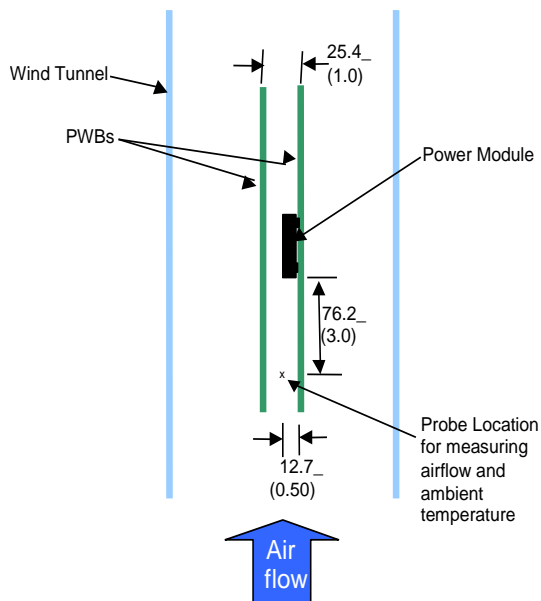 25.4_
(1.0)
Wind Tunnel
PWBs
Power Module
76.2_
(3.0)
x
Probe Location
for measuring
airflow and
ambient
temperature
12.7_
(0.50)
Air
flow